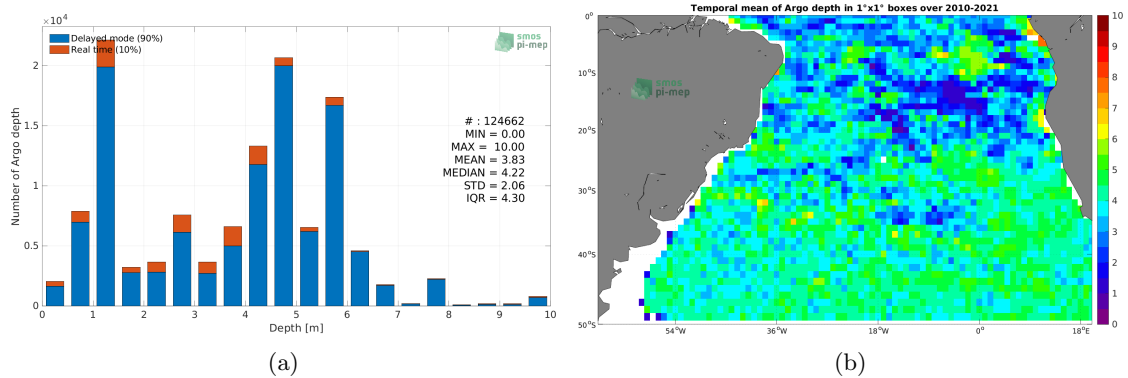 ×10⁴
Delayed mode (90%)
Real time (10%)
smos
pi-mep
2
1.5
1
0.5
0
Number of Argo depth
# : 124662
MIN = 0.00
MAX = 10.00
MEAN = 3.83
MEDIAN = 4.22
STD = 2.06
IQR = 4.30
0 1 2 3 4 5 6 7 8 9 10
Depth [m]
(a)
Temporal mean of Argo depth in 1°x1° boxes over 2010-2021
0°
10°S
20°S
30°S
40°S
50°S
smos
pi-mep
54°W 36°W 18°W 0° 18°E
10
9
8
7
6
5
4
3
2
1
0
(b)